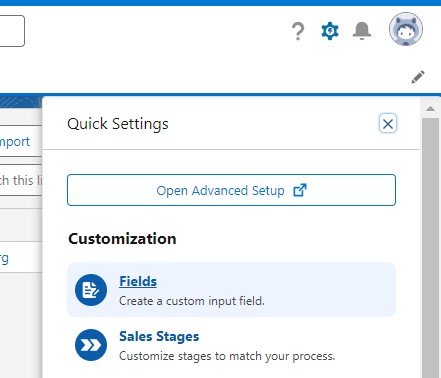 ?
Quick Settings
mport
Open Advanced Setup
ch this li
Customization
rg
Fields
Create a custom input field.
Sales Stages
Customize stages to match your process.